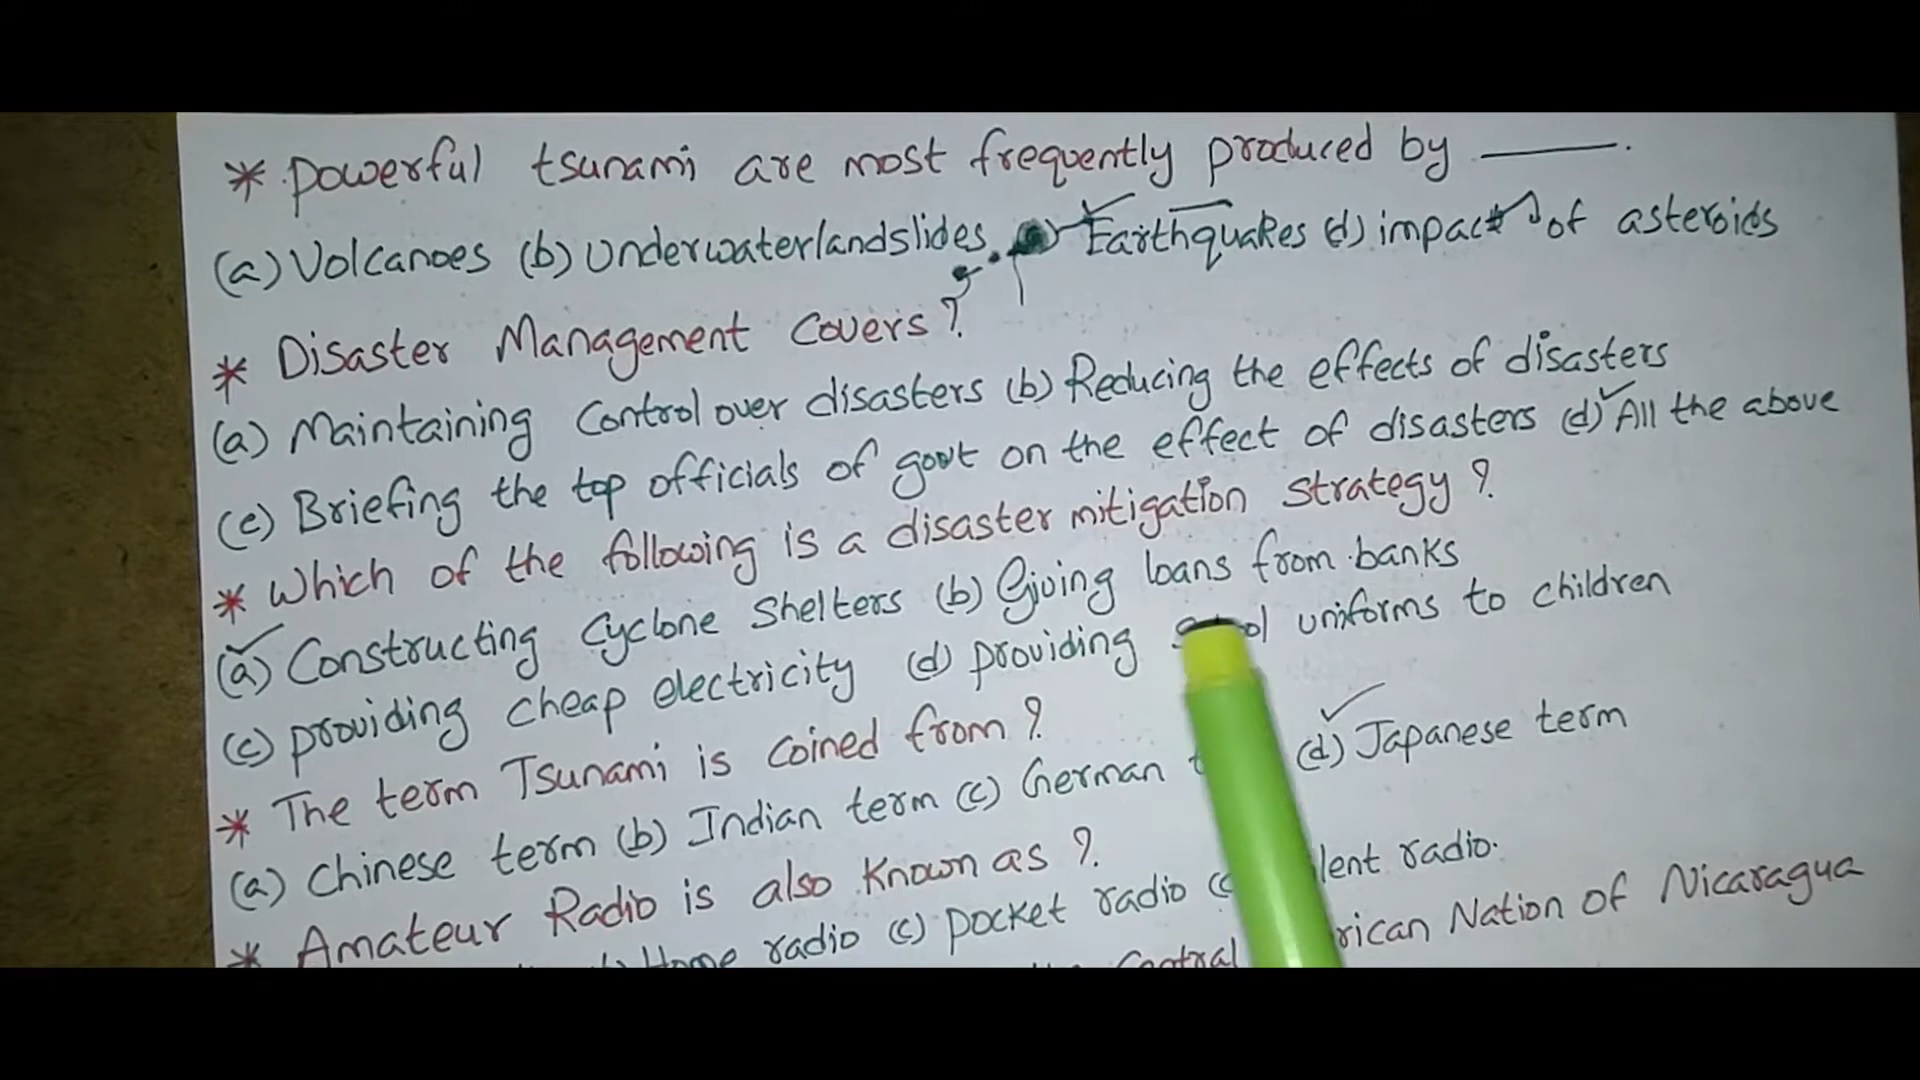 * Powerful tsunami are most frequently produced by ———.
(a) Volcanoes (b) Underwaterlandslides. Earthquakes (d) impact of asteroids
* Disaster Management Covers?
(a) Maintaining Control over disasters (b) Reducing the effects of disasters
(c) Briefing the top officials of govt on the effect of disasters (d) All the above
* Which of the following is a disaster mitigation strategy?
(a) Constructing Cyclone Shelters (b) Giving loans from banks
(c) providing cheap electricity (d) providing uniforms to children
* The term Tsunami is coined from?
(a) Chinese term (b) Indian term (c) German (d) Japanese term
* Amateur Radio is also known as?
Home radio (c) pocket radio lent radio.
Central rican Nation of Nicaragua